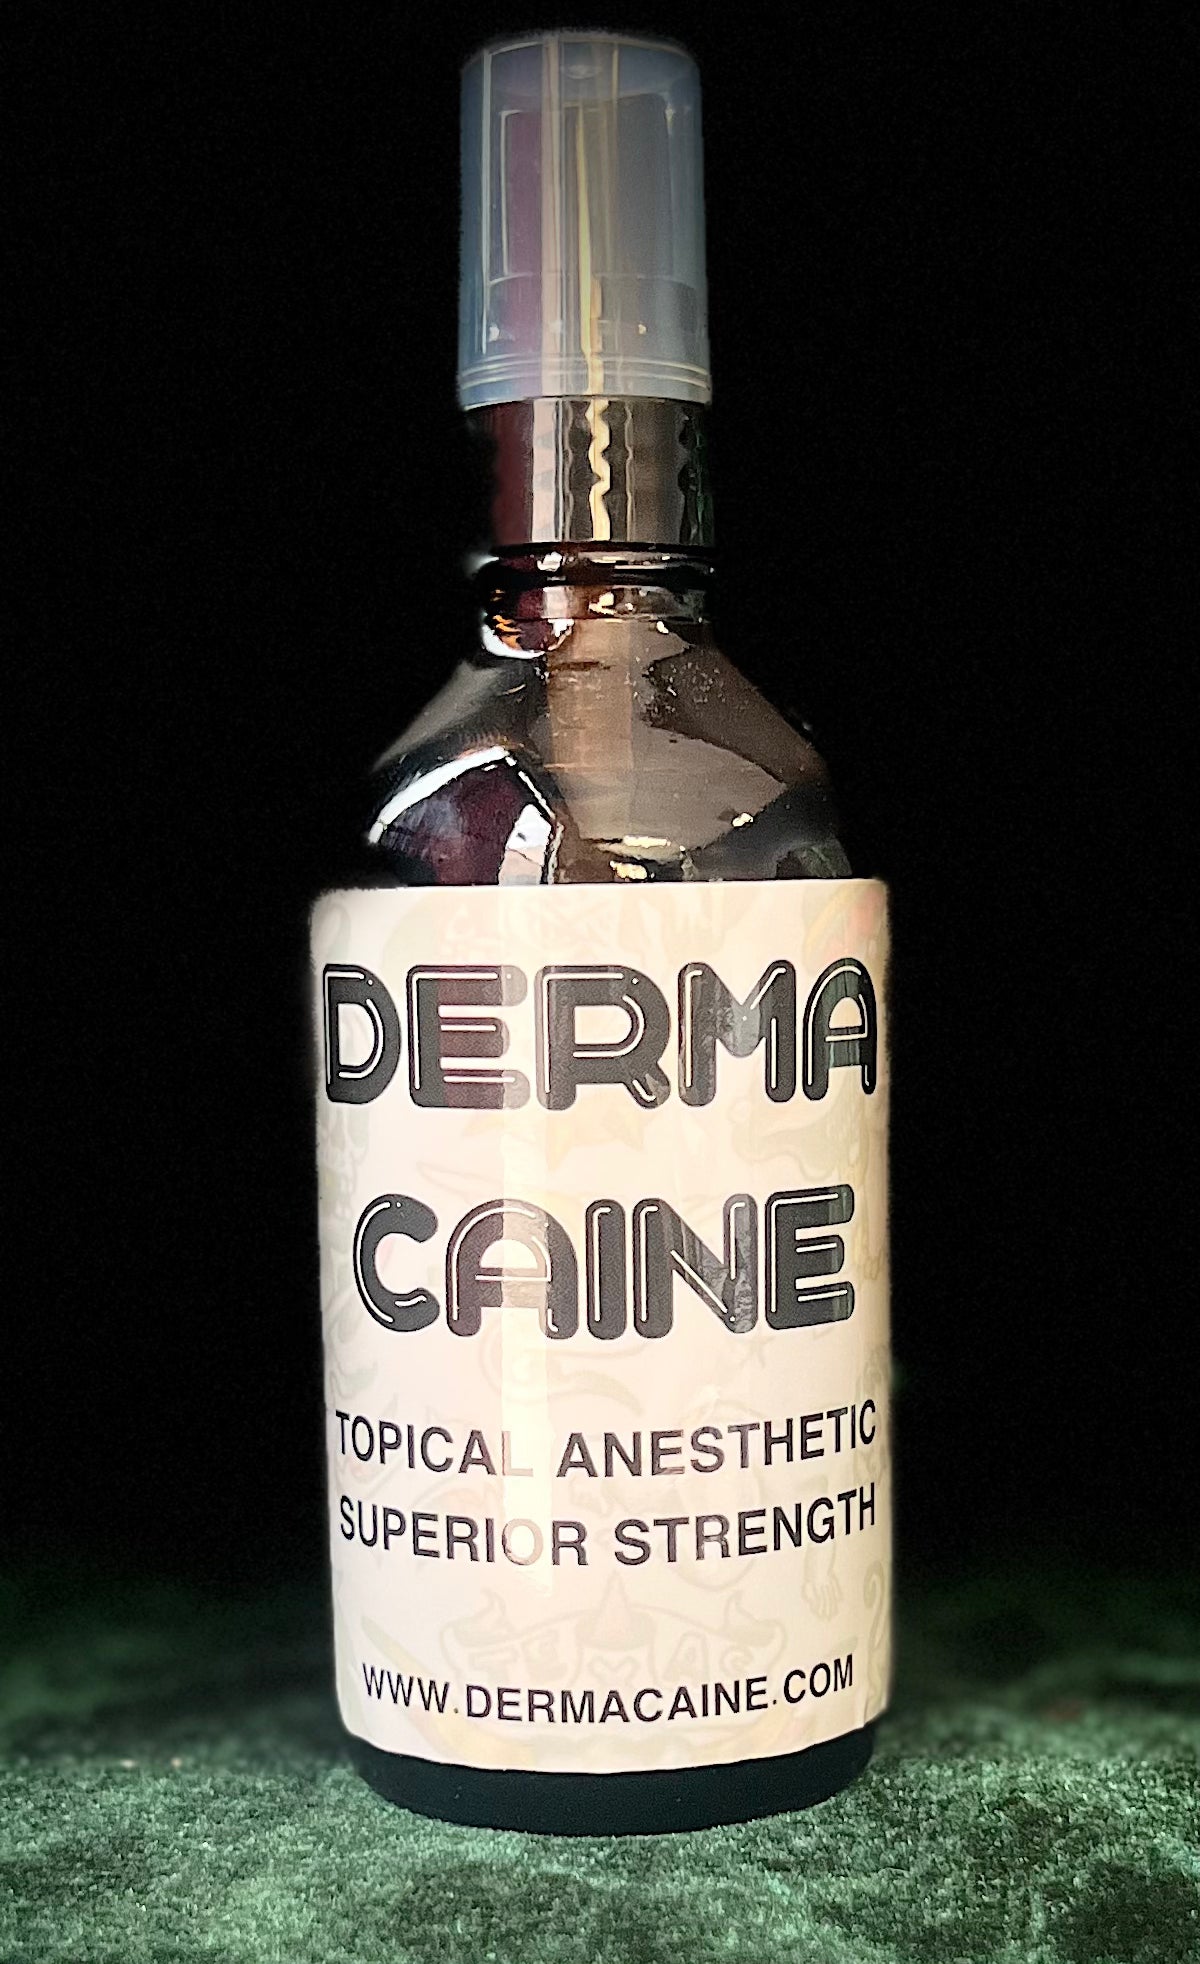 DERMA
CAINE
TOPICAL ANESTHETIC
SUPERIOR STRENGTH
WWW.DERMACAINE.COM